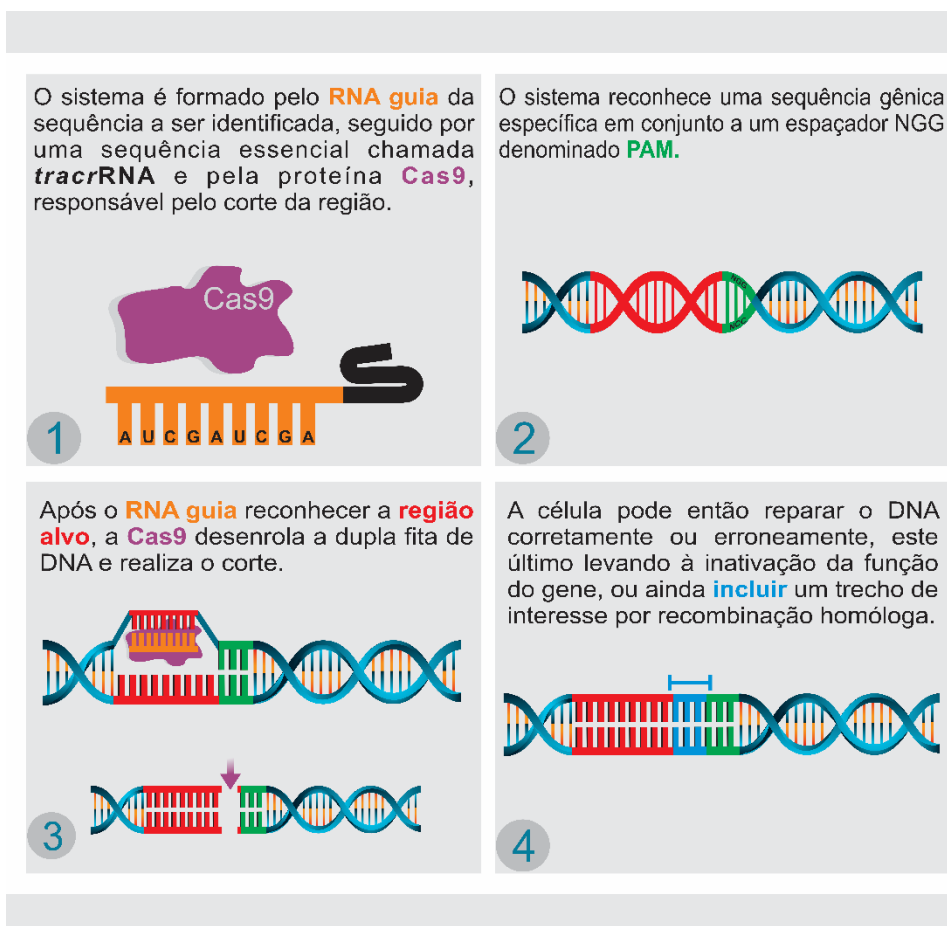 O sistema é formado pelo RNA guia da
sequência a ser identificada, seguido por
uma sequência essencial chamada
tracrRNA e pela proteína Cas9,
responsável pelo corte da região.
Cas9
A U C G A U C G A
1
O sistema reconhece uma sequência gênica
específica em conjunto a um espaçador NGG
denominado PAM.
NGG
NGG
2
Após o RNA guia reconhecer a região
alvo, a Cas9 desenrola a dupla fita de
DNA e realiza o corte.
3
A célula pode então reparar o DNA
corretamente ou erroneamente, este
último levando à inativação da função
do gene, ou ainda incluir um trecho de
interesse por recombinação homóloga.
4